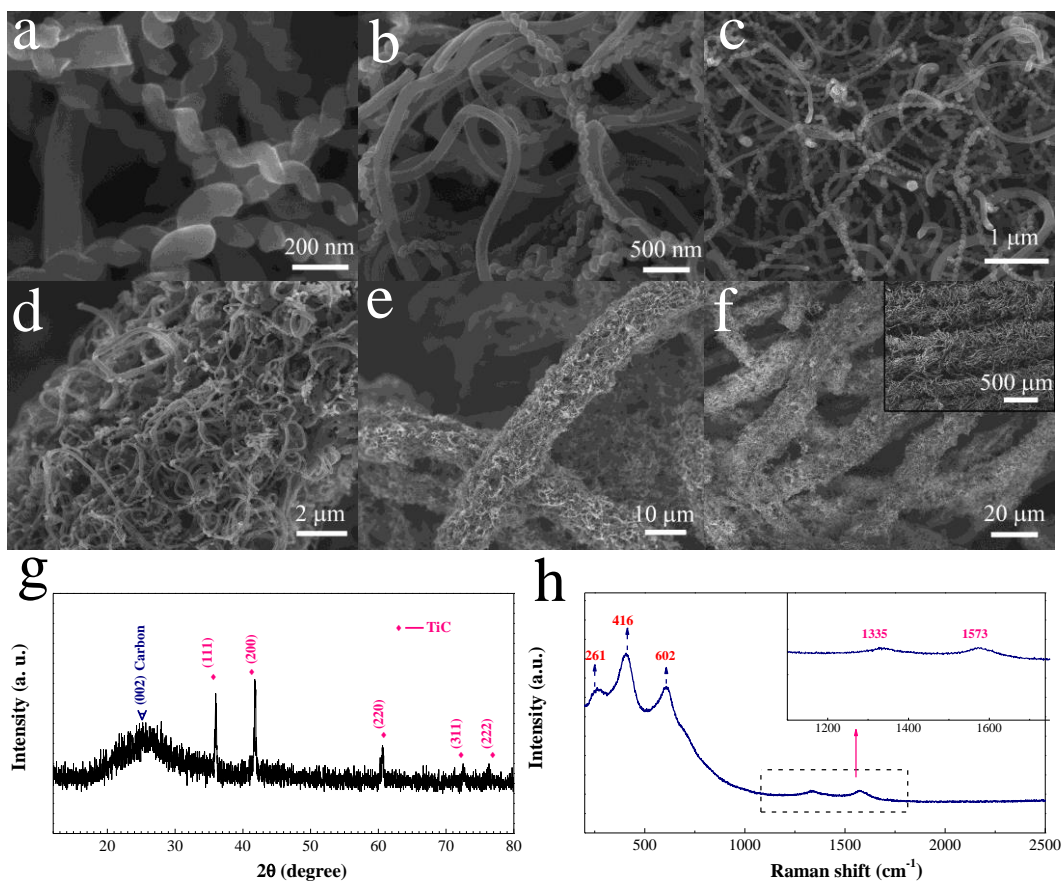 a
200 nm
b
500 nm
c
1 μm
d
2 μm
e
10 μm
f
500 μm
20 μm
g
Intensity (a. u.)
(002) Carbon
(111)
(200)
(220)
(311)
(222)
TiC
20
30
40
50
60
70
80
2θ (degree)
h
Intensity (a.u.)
261
416
602
1335
1573
1200
1400
1600
500
1000
1500
2000
2500
Raman shift (cm⁻¹)